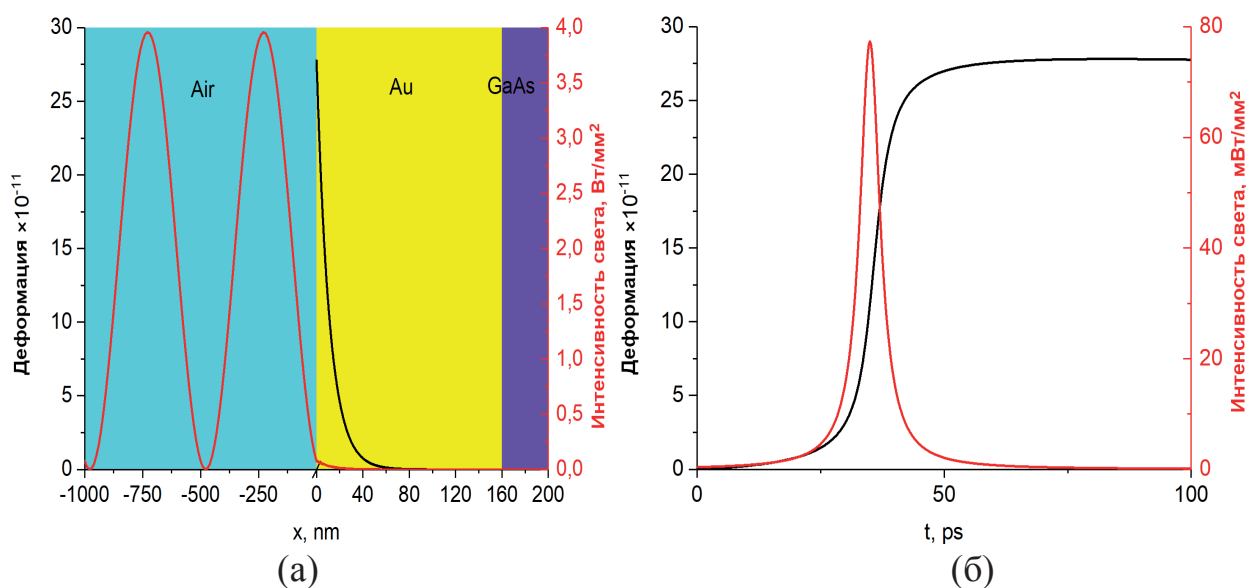 30
25
20
15
10
5
0
Деформация ×10⁻¹¹
Air
Au
GaAs
4,0
3,5
3,0
2,5
2,0
1,5
1,0
0,5
0,0
Интенсивность света, Вт/мм²
-1000 -750 -500 -250 0 40 80 120 160 200
x, nm
(а)
30
25
20
15
10
5
0
Деформация ×10⁻¹¹
80
60
40
20
0
Интенсивность света, мВт/мм²
0 50 100
t, ps
(б)